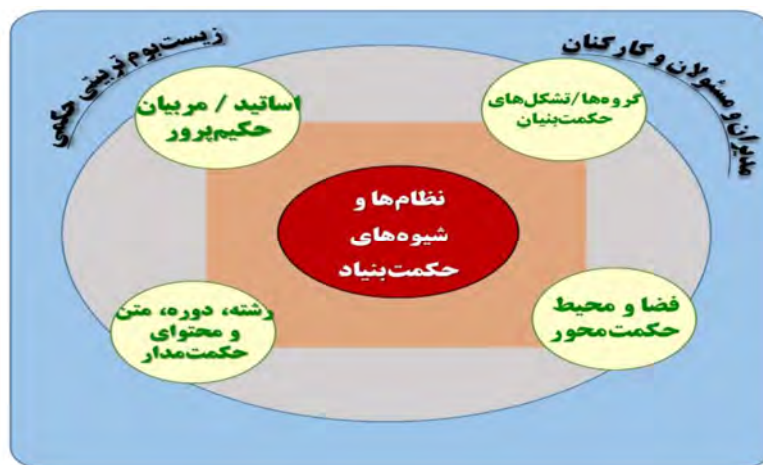 مدیران و مسئولان و کارکنان
زیست‌بوم تربیتی حکمی
گروه‌ها/تشکل‌های
حکمت‌بنیان
اساتید / مربیان
حکیم‌پرور
نظام‌ها و
شیوه‌های
حکمت‌بنیاد
فضا و محیط
حکمت‌محور
رشته، دوره، متن
و محتوای
حکمت‌مدار